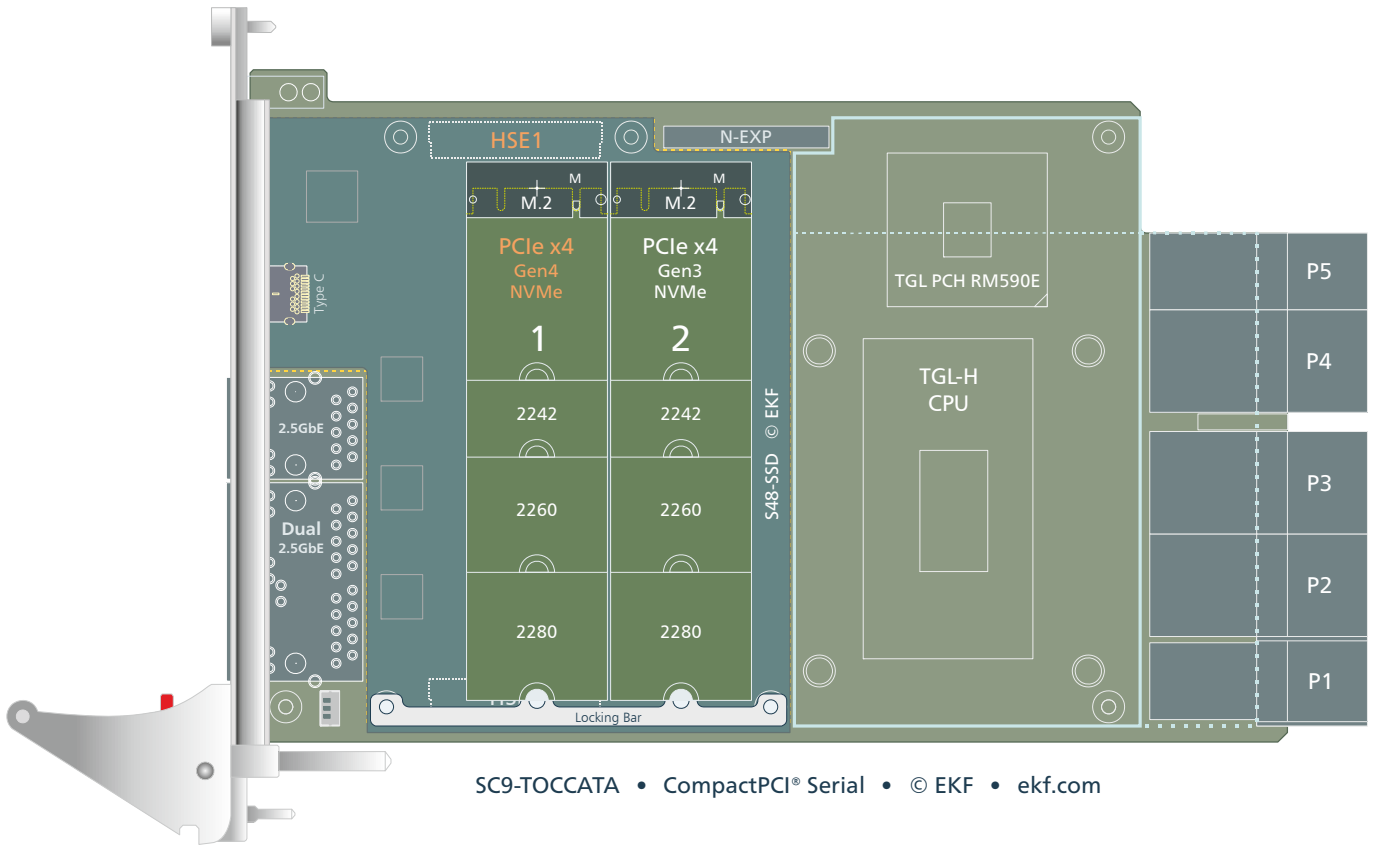 HSE1
N-EXP
M
M
M.2
M.2
PCIe x4
Gen4
NVMe
1
PCIe x4
Gen3
NVMe
2
2242
2242
2260
2260
2280
2280
Type C
2.5GbE
Dual
2.5GbE
S48-SSD © EKF
Locking Bar
TGL PCH RM590E
TGL-H
CPU
P5
P4
P3
P2
P1
SC9-TOCCATA • CompactPCI® Serial • © EKF • ekf.com